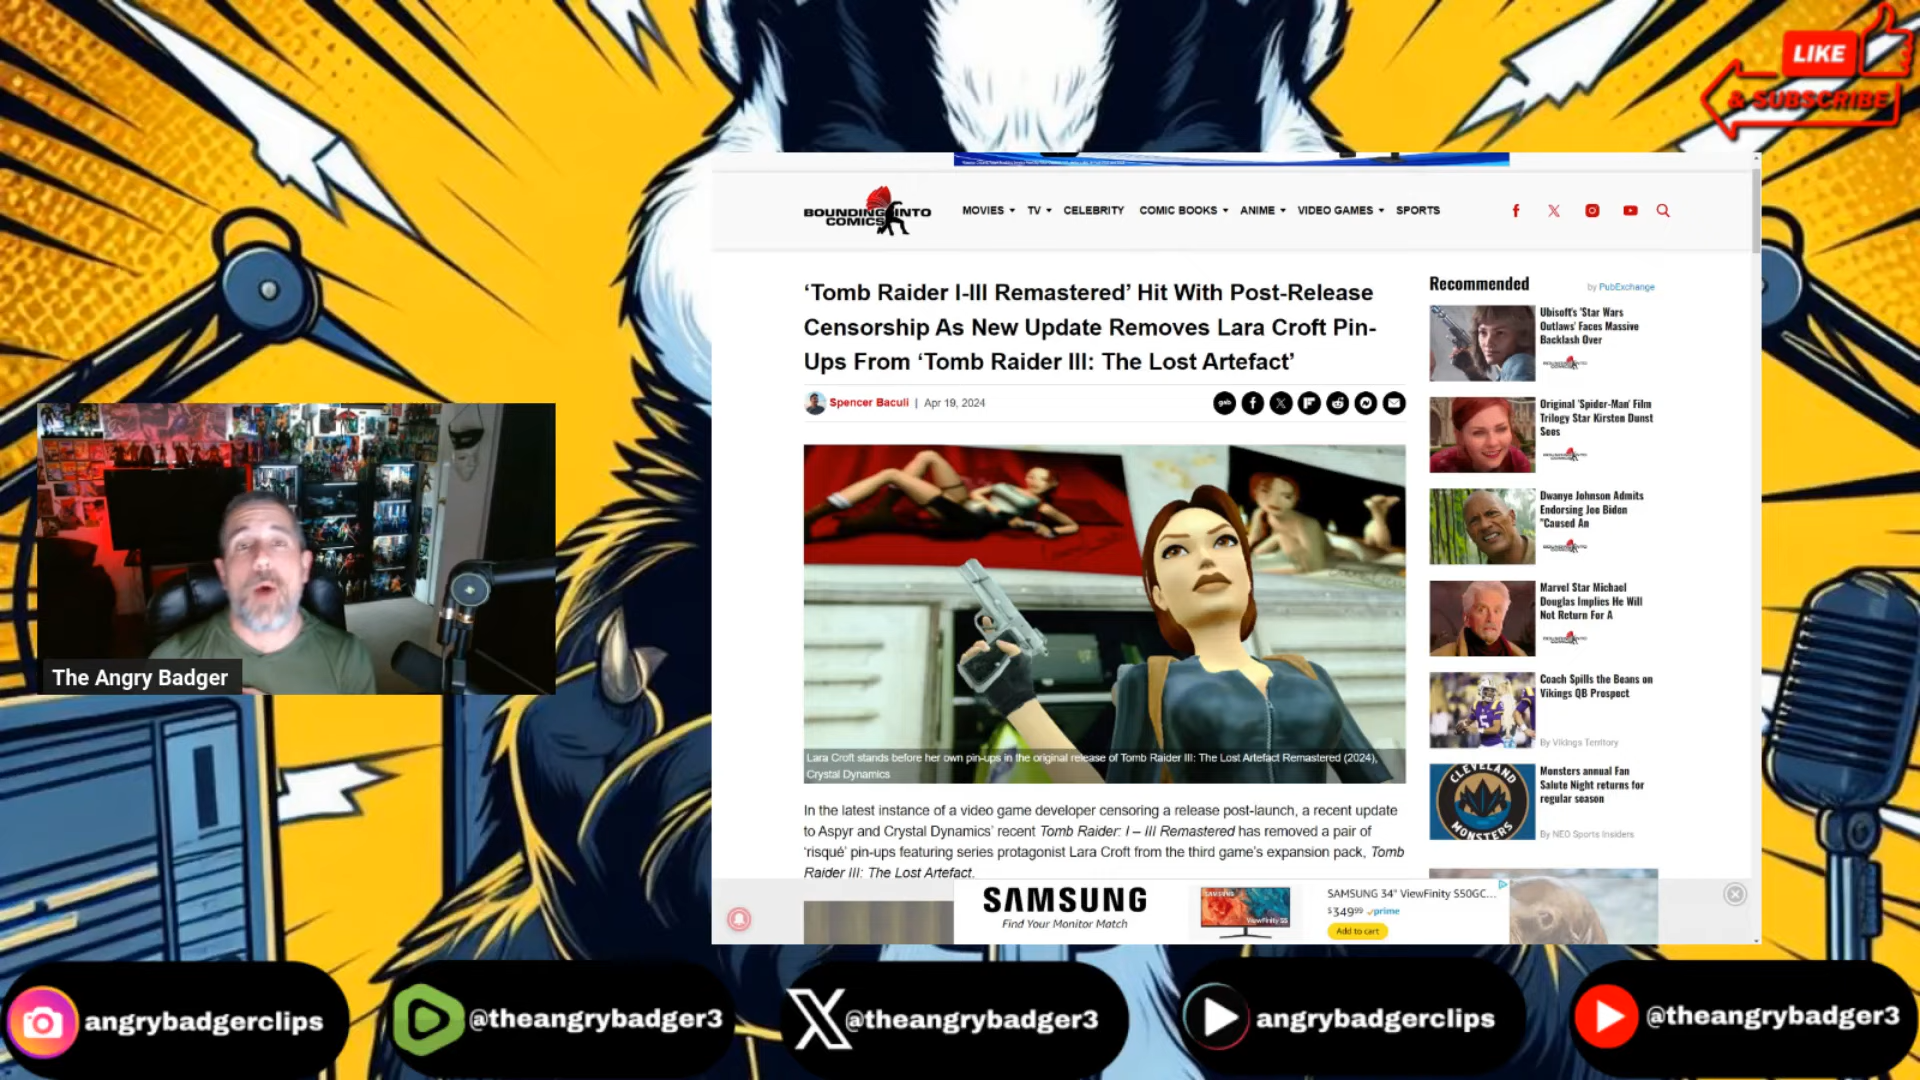 LIKE
& SUBSCRIBE
BOUNDING INTO
COMICS
MOVIES
TV
CELEBRITY
COMIC BOOKS
ANIME
VIDEO GAMES
SPORTS
‘Tomb Raider I-III Remastered’ Hit With Post-Release
Censorship As New Update Removes Lara Croft Pin-
Ups From ‘Tomb Raider III: The Lost Artefact’
Spencer Baculi | Apr 19, 2024
gab
Lara Croft stands before her own pin-ups in the original release of Tomb Raider III: The Lost Artefact Remastered (2024),
Crystal Dynamics
In the latest instance of a video game developer censoring a release post-launch, a recent update
to Aspyr and Crystal Dynamics’ recent Tomb Raider: I – III Remastered has removed a pair of
‘risqué’ pin-ups featuring series protagonist Lara Croft from the third game’s expansion pack, Tomb
Raider III: The Lost Artefact.
Recommended
by PubExchange
Ubisoft's 'Star Wars
Outlaws' Faces Massive
Backlash Over
Original 'Spider-Man' Film
Trilogy Star Kirsten Dunst
Sees
Dwanye Johnson Admits
Endorsing Joe Biden
"Caused An
Marvel Star Michael
Douglas Implies He Will
Not Return For A
Coach Spills the Beans on
Vikings QB Prospect
By Vikings Territory
CLEVELAND
MONSTERS
Monsters annual Fan
Salute Night returns for
regular season
By NEO Sports Insiders
SAMSUNG
Find Your Monitor Match
SAMSUNG
ViewFinity S5
SAMSUNG 34" ViewFinity S50GC...
$34999 prime
Add to cart
The Angry Badger
angrybadgerclips
@theangrybadger3
@theangrybadger3
angrybadgerclips
@theangrybadger3